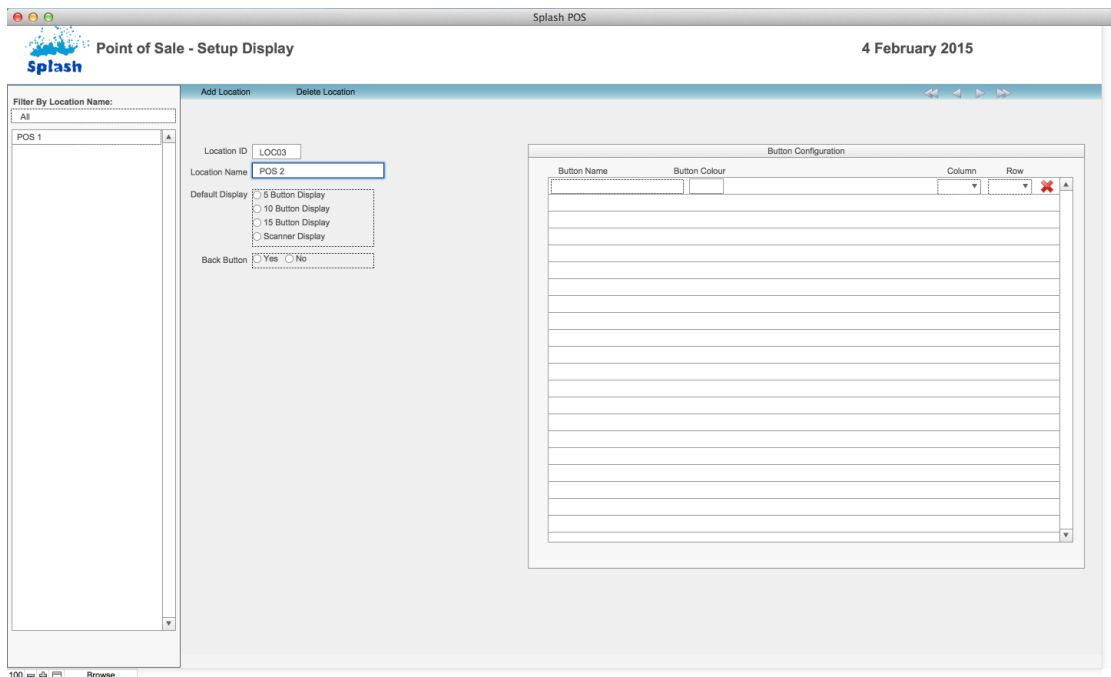 Splash POS
Splash
Point of Sale - Setup Display
4 February 2015
Add Location
Delete Location
Filter By Location Name:
All
POS 1
Location ID
LOC03
Location Name
POS 2
Default Display
5 Button Display
10 Button Display
15 Button Display
Scanner Display
Back Button
Yes
No
Button Configuration
Button Name
Button Colour
Column
Row
100
Browse